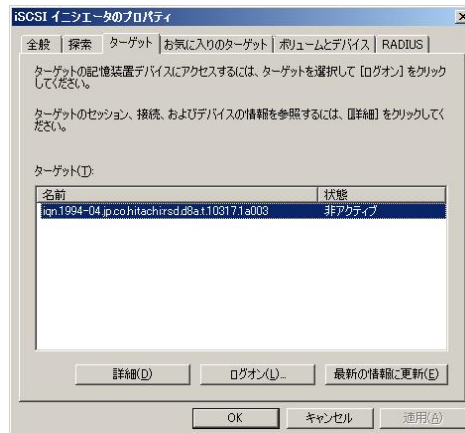 iSCSI イニシエータのプロパティ
全般 探索 ターゲット お気に入りのターゲット ボリュームとデバイス RADIUS
ターゲットの記憶装置デバイスにアクセスするには、ターゲットを選択して [ログオン] をクリック
してください。
ターゲットのセッション、接続、およびデバイスの情報を参照するには、[詳細] をクリックしてく
ださい。
ターゲット(T):
名前 状態
iqn.1994-04.jp.co.hitachi:rsd.d8a.t.10317.1a003 非アクティブ
詳細(D) ログオン(L)... 最新の情報に更新(E)
OK キャンセル 適用(A)